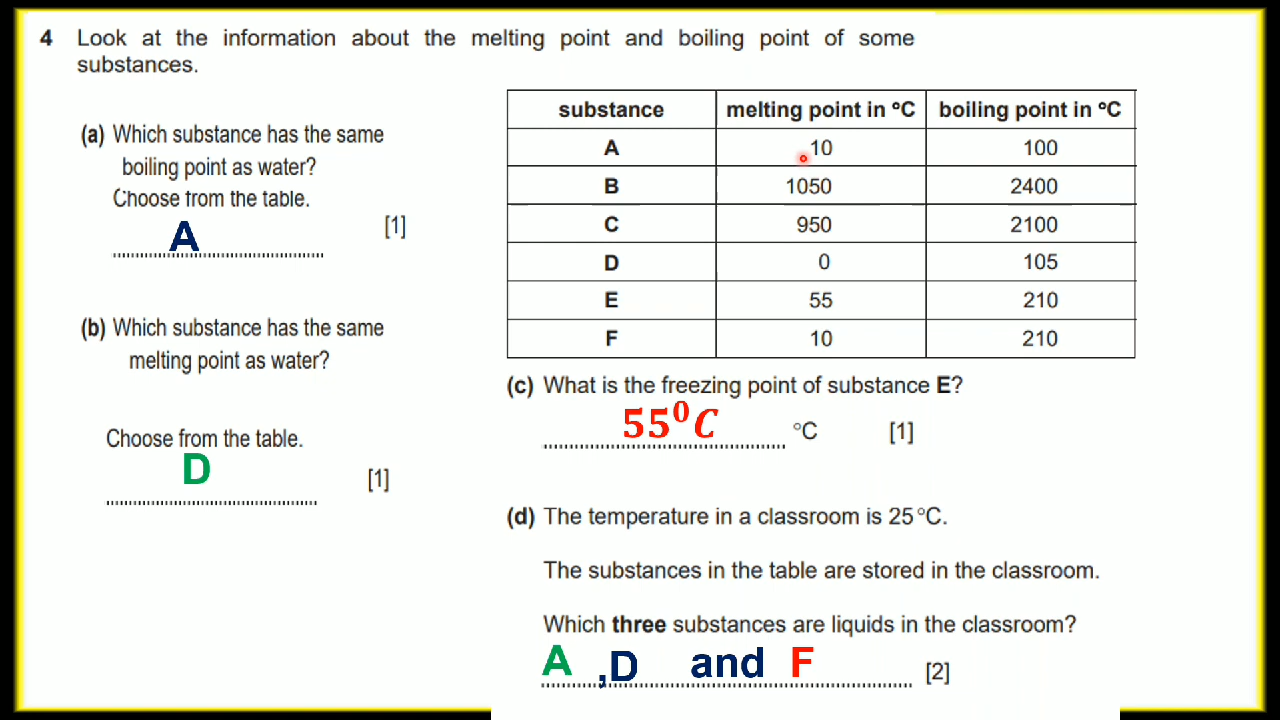 4 Look at the information about the melting point and boiling point of some
substances.
(a) Which substance has the same
boiling point as water?
Choose from the table.
A [1]
(b) Which substance has the same
melting point as water?
Choose from the table.
D [1]
substance melting point in °C boiling point in °C
A 10 100
B 1050 2400
C 950 2100
D 0 105
E 55 210
F 10 210
(c) What is the freezing point of substance E?
55⁰C °C [1]
(d) The temperature in a classroom is 25 °C.
The substances in the table are stored in the classroom.
Which three substances are liquids in the classroom?
A ,D and F [2]